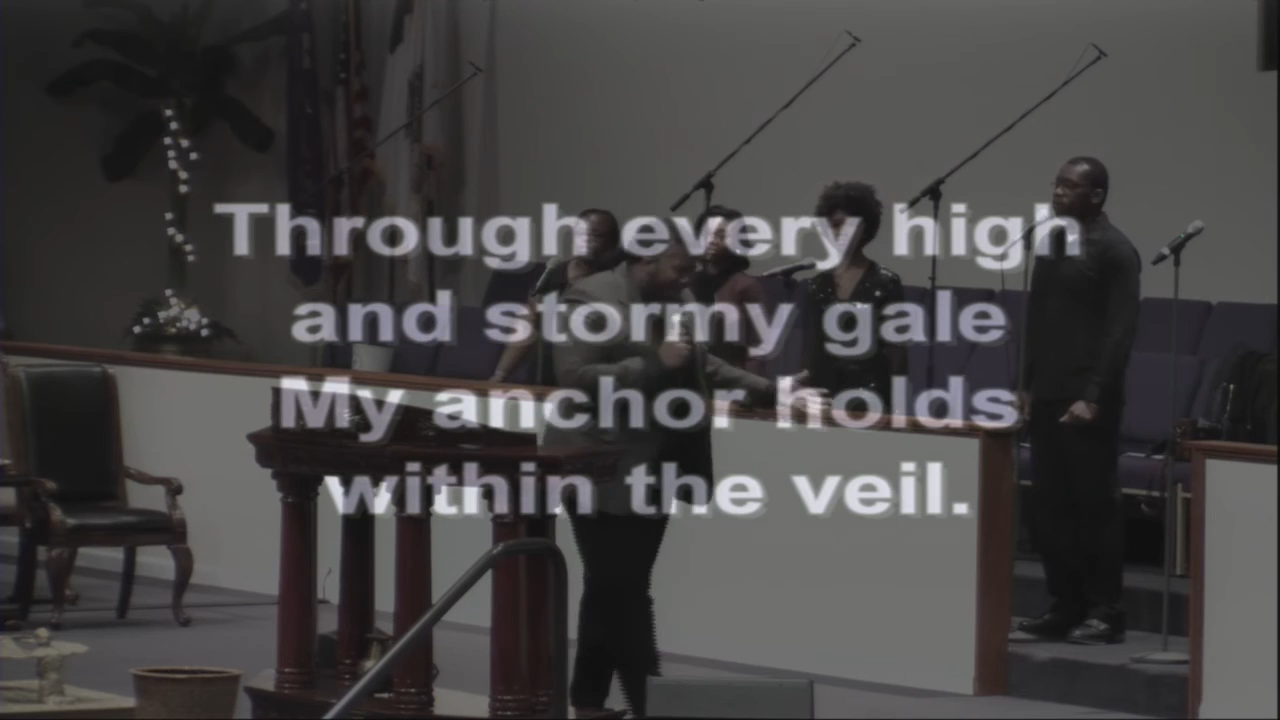 Through every high
and stormy gale
My anchor holds
within the veil.